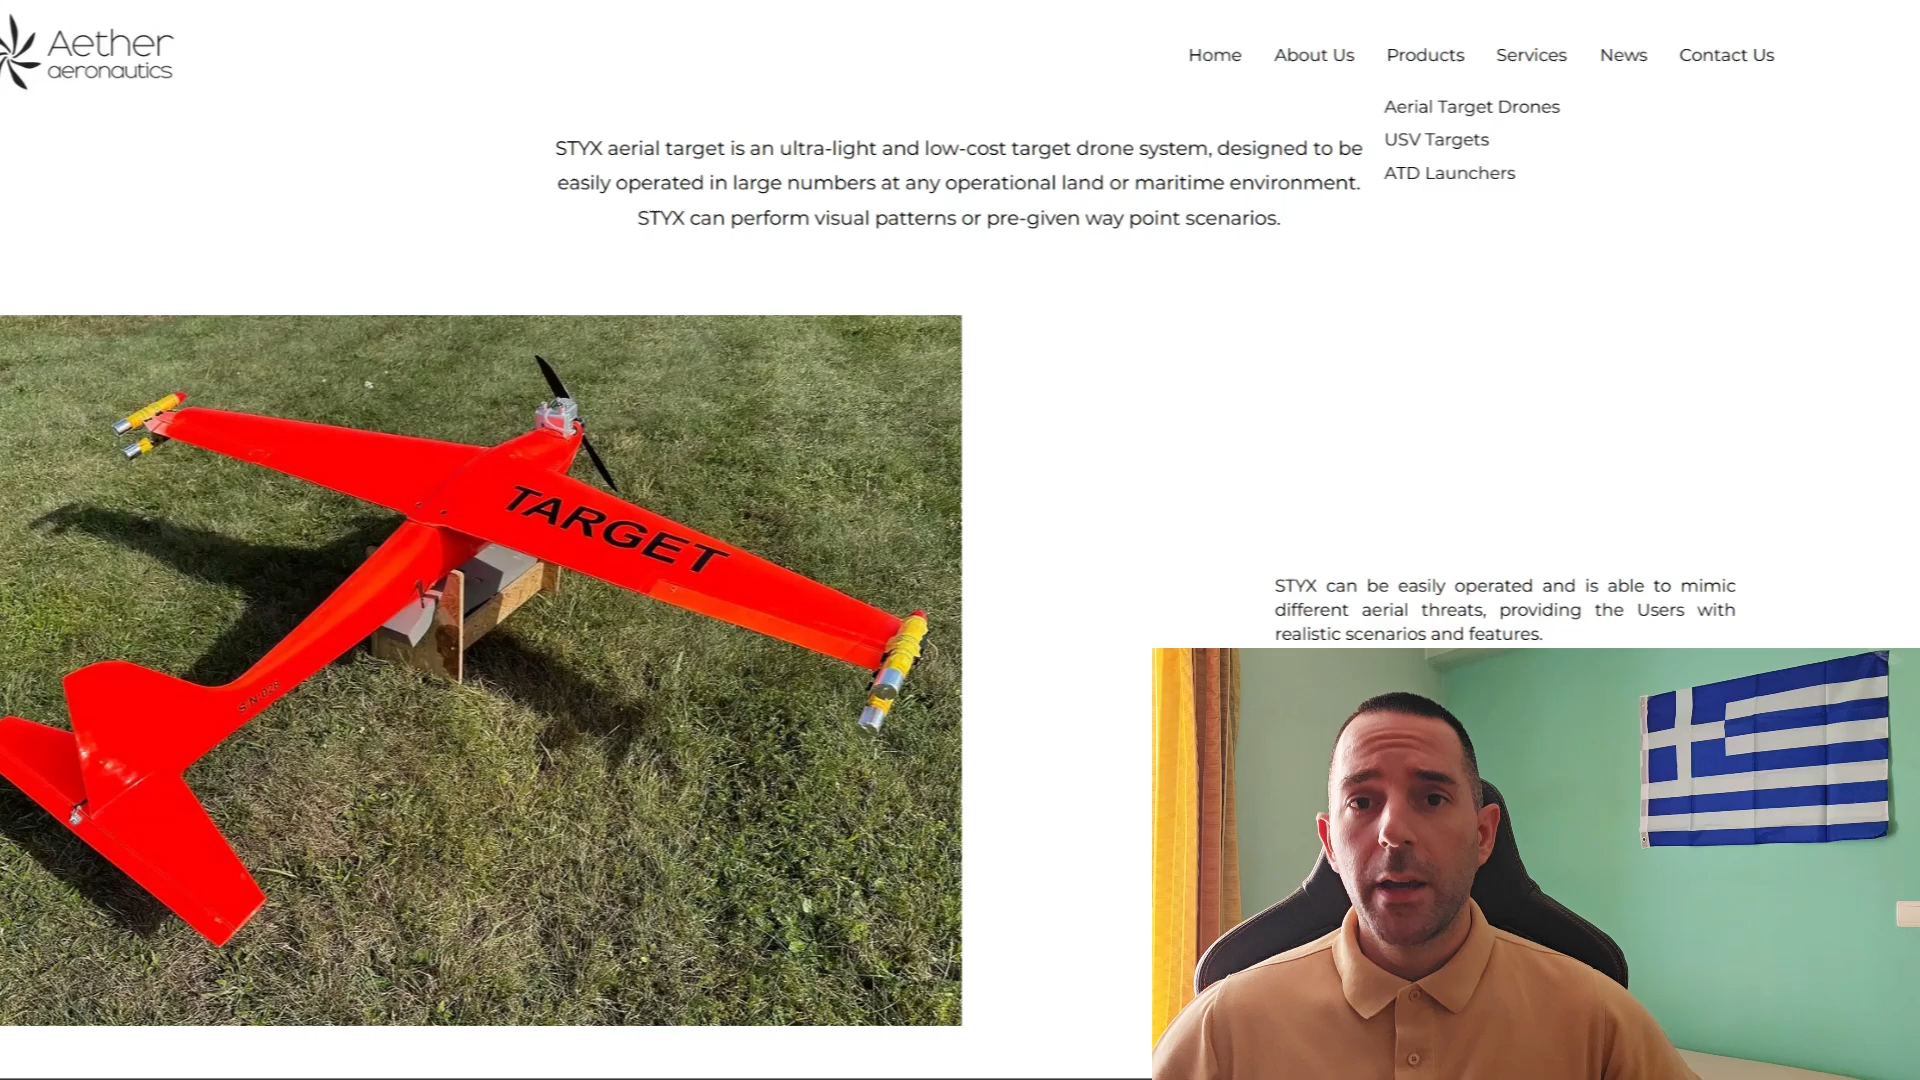 Aether
aeronautics
Home About Us Products Services News Contact Us
Aerial Target Drones
USV Targets
ATD Launchers
STYX aerial target is an ultra-light and low-cost target drone system, designed to be
easily operated in large numbers at any operational land or maritime environment.
STYX can perform visual patterns or pre-given way point scenarios.
TARGET
S/N-028
STYX can be easily operated and is able to mimic
different aerial threats, providing the Users with
realistic scenarios and features.